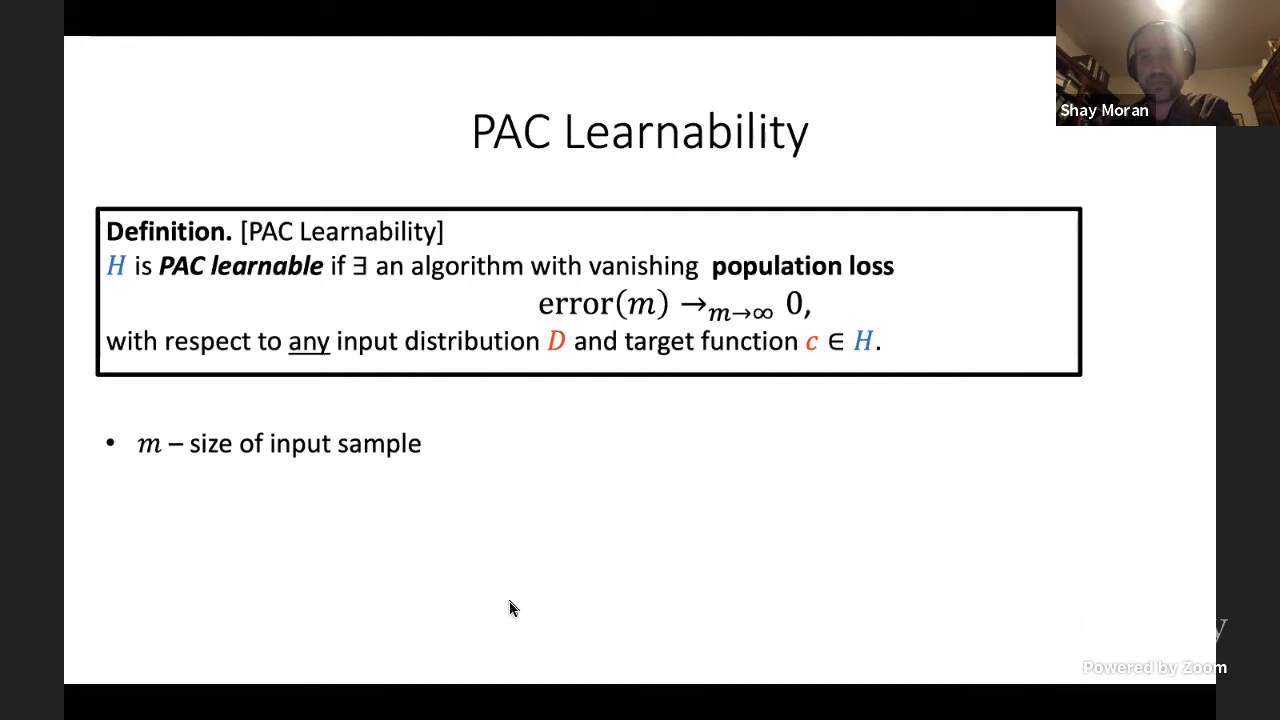 Shay Moran
PAC Learnability
Definition. [PAC Learnability]
H is PAC learnable if ∃ an algorithm with vanishing population loss
error(m) →m→∞ 0,
with respect to any input distribution D and target function c ∈ H.
• m – size of input sample
y
Powered by Zoom